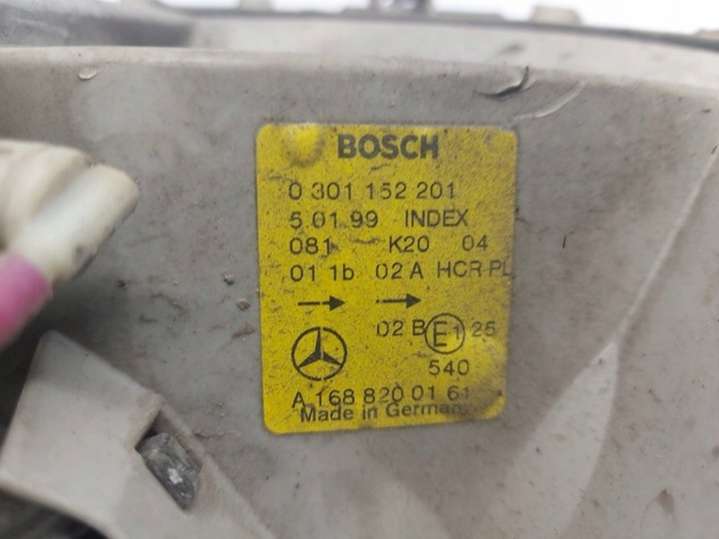 BOSCH
0 301 152 201
5.01.99 INDEX
081 K20 04
01 1b 02 A HCR-PL
→ →
02 B E1 25
540
A 168 820 01 61
Made in Germany